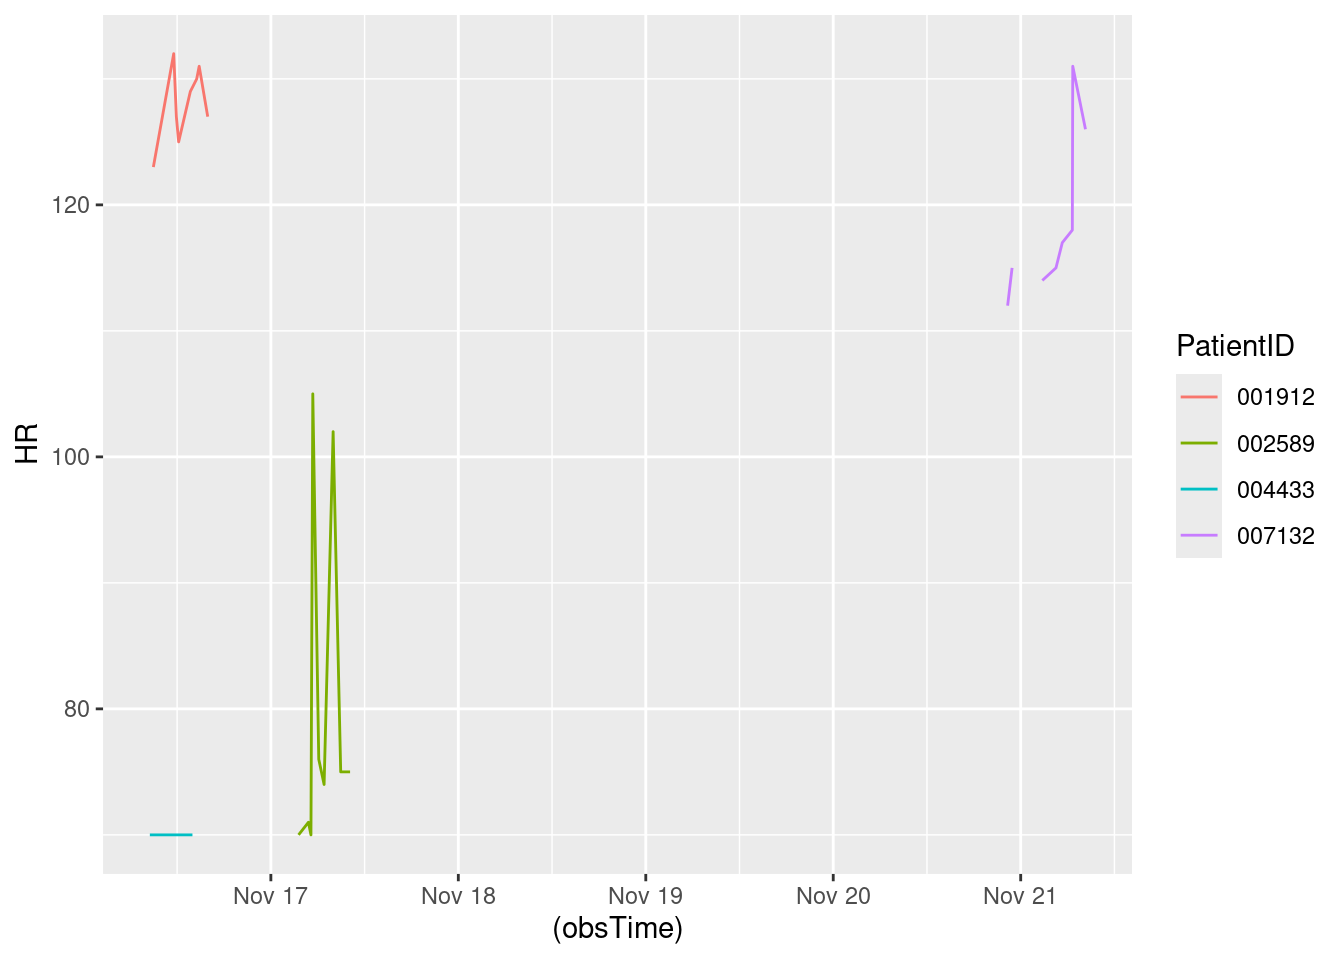 HR
120
100
80
Nov 17
Nov 18
Nov 19
Nov 20
Nov 21
(obsTime)
PatientID
001912
002589
004433
007132